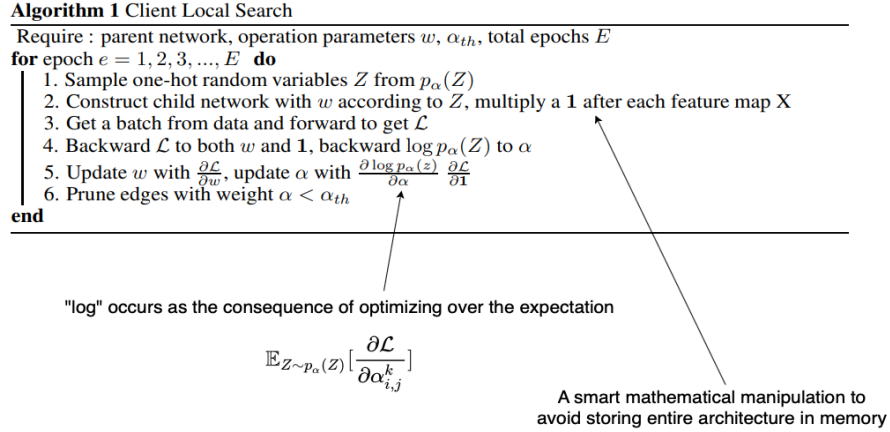 Algorithm 1 Client Local Search
Require : parent network, operation parameters w, α_th, total epochs E
for epoch e = 1, 2, 3, ..., E do
1. Sample one-hot random variables Z from p_α(Z)
2. Construct child network with w according to Z, multiply a 1 after each feature map X
3. Get a batch from data and forward to get ℒ
4. Backward ℒ to both w and 1, backward log p_α(Z) to α
5. Update w with ∂ℒ/∂w, update α with ∂ log p_α(z)/∂α ∂ℒ/∂1
6. Prune edges with weight α < α_th
end
"log" occurs as the consequence of optimizing over the expectation
𝔼_{Z∼p_α(Z)}[∂ℒ/∂α^k_{i,j}]
A smart mathematical manipulation to
avoid storing entire architecture in memory